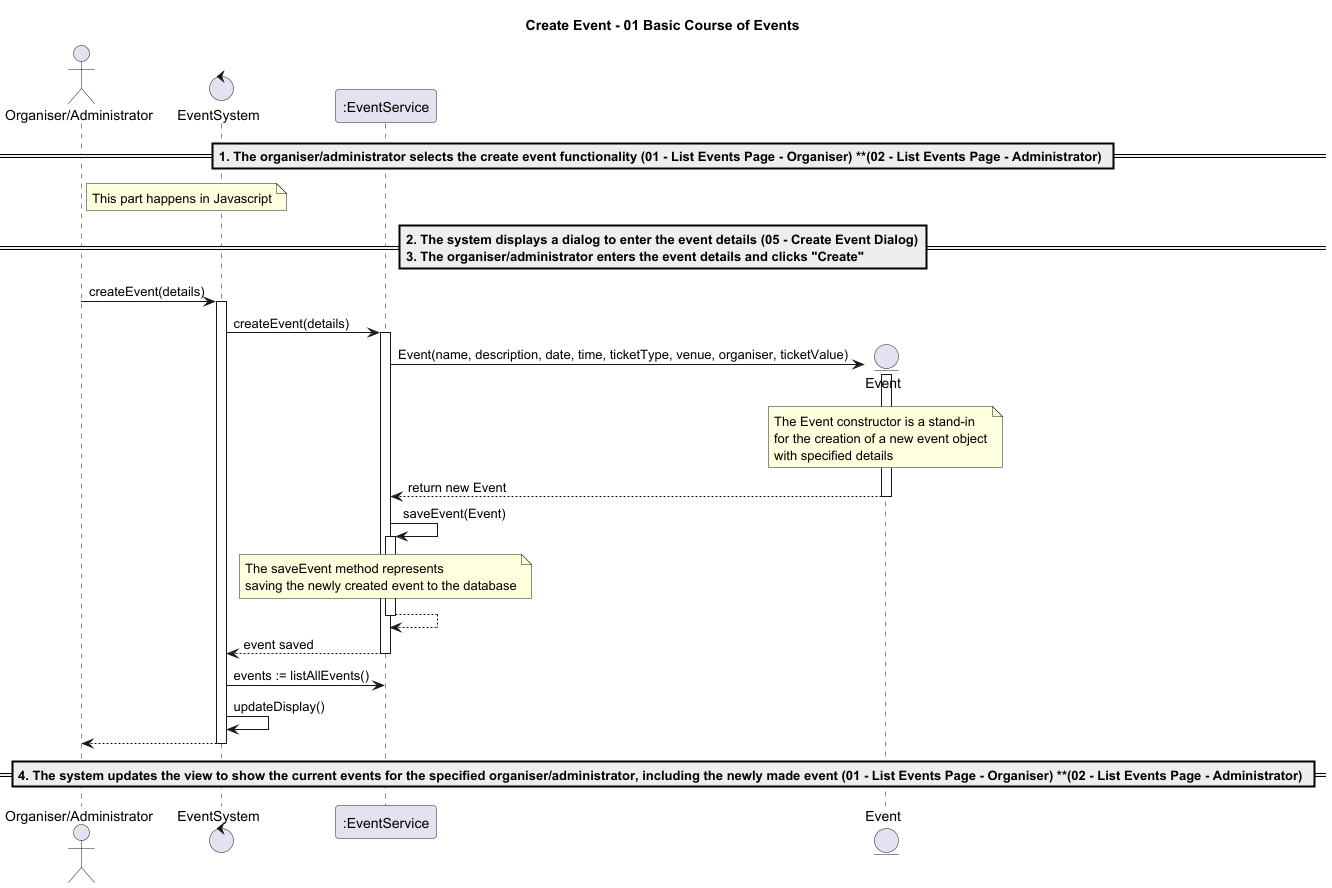 Create Event - 01 Basic Course of Events
Organiser/Administrator
EventSystem
:EventService
1. The organiser/administrator selects the create event functionality (01 - List Events Page - Organiser) **(02 - List Events Page - Administrator)
This part happens in Javascript
2. The system displays a dialog to enter the event details (05 - Create Event Dialog)
3. The organiser/administrator enters the event details and clicks "Create"
createEvent(details)
createEvent(details)
Event(name, description, date, time, ticketType, venue, organiser, ticketValue)
Event
The Event constructor is a stand-in
for the creation of a new event object
with specified details
return new Event
saveEvent(Event)
The saveEvent method represents
saving the newly created event to the database
event saved
events := listAllEvents()
updateDisplay()
4. The system updates the view to show the current events for the specified organiser/administrator, including the newly made event (01 - List Events Page - Organiser) **(02 - List Events Page - Administrator)
Organiser/Administrator
EventSystem
:EventService
Event